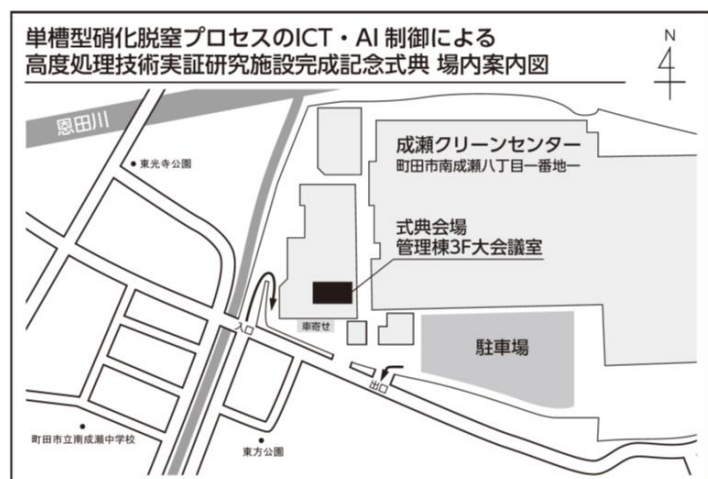 単槽型硝化脱窒プロセスのICT・AI 制御による
高度処理技術実証研究施設完成記念式典 場内案内図
N
恩田川
東光寺公園
成瀬クリーンセンター
町田市南成瀬八丁目一番地一
式典会場
管理棟3F大会議室
入口
車寄せ
駐車場
出口
町田市立南成瀬中学校
東方公園